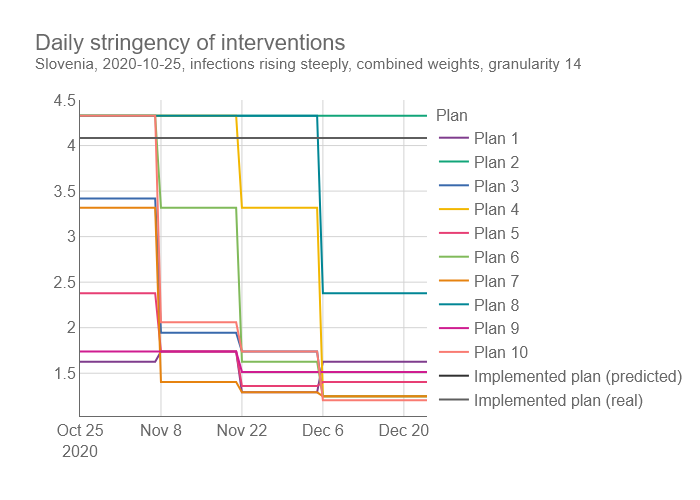 Daily stringency of interventions
Slovenia, 2020-10-25, infections rising steeply, combined weights, granularity 14
4.5
4
3.5
3
2.5
2
1.5
Oct 25
2020
Nov 8
Nov 22
Dec 6
Dec 20
Plan
Plan 1
Plan 2
Plan 3
Plan 4
Plan 5
Plan 6
Plan 7
Plan 8
Plan 9
Plan 10
Implemented plan (predicted)
Implemented plan (real)